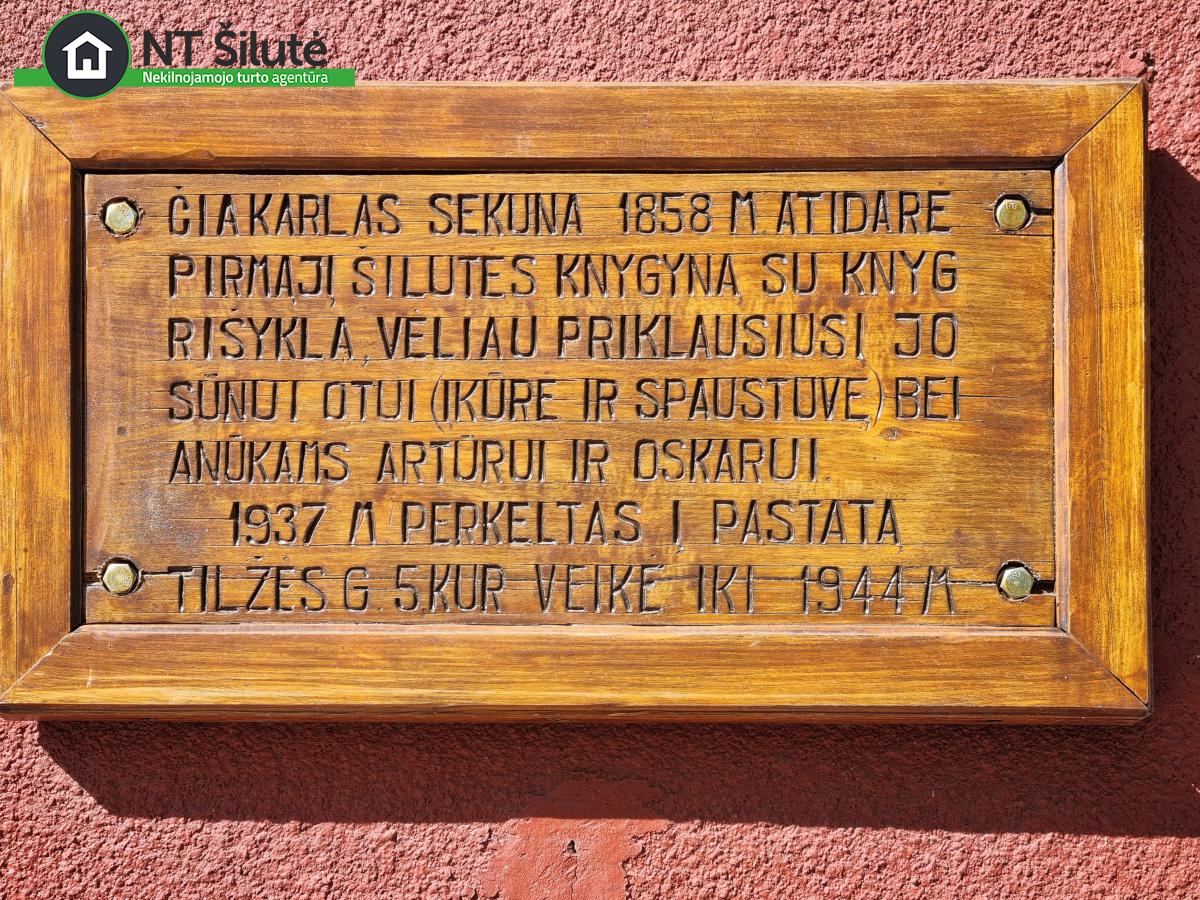 NT Šilutė
Nekilnojamojo turto agentūra
ČIA KARLAS SEKUNA 1858 M. ATIDARĖ
PIRMĄJĮ ŠILUTĖS KNYGYNĄ SU KNYG
RIŠYKLA, VĖLIAU PRIKLAUSIUSĮ JO
SŪNUI OTUI (ĮKŪRĖ IR SPAUSTUVĘ) BEI
ANŪKAMS ARTŪRUI IR OSKARUI.
1937 M. PERKELTAS Į PASTATĄ
TILŽĖS G. 5, KUR VEIKĖ IKI 1944 M